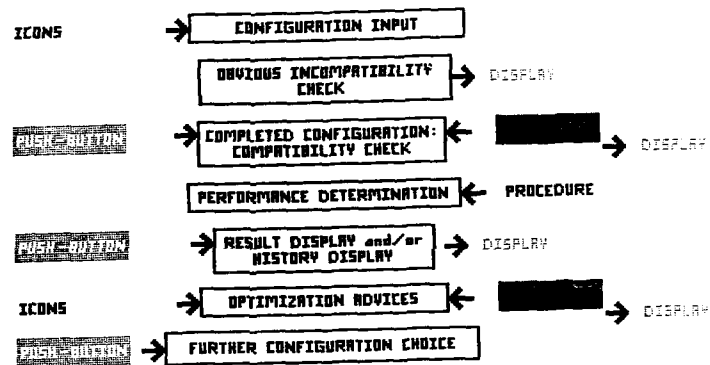 ICONS → CONFIGURATION INPUT
OBVIOUS INCOMPATIBILITY → DISPLAY
CHECK
PUSH-BUTTON → COMPLETED CONFIGURATION: ←
COMPATIBILITY CHECK → DISPLAY
PERFORMANCE DETERMINATION ← PROCEDURE
PUSH-BUTTON → RESULT DISPLAY and/or → DISPLAY
HISTORY DISPLAY
ICONS → OPTIMIZATION ADVICES ←
→ DISPLAY
PUSH-BUTTON → FURTHER CONFIGURATION CHOICE